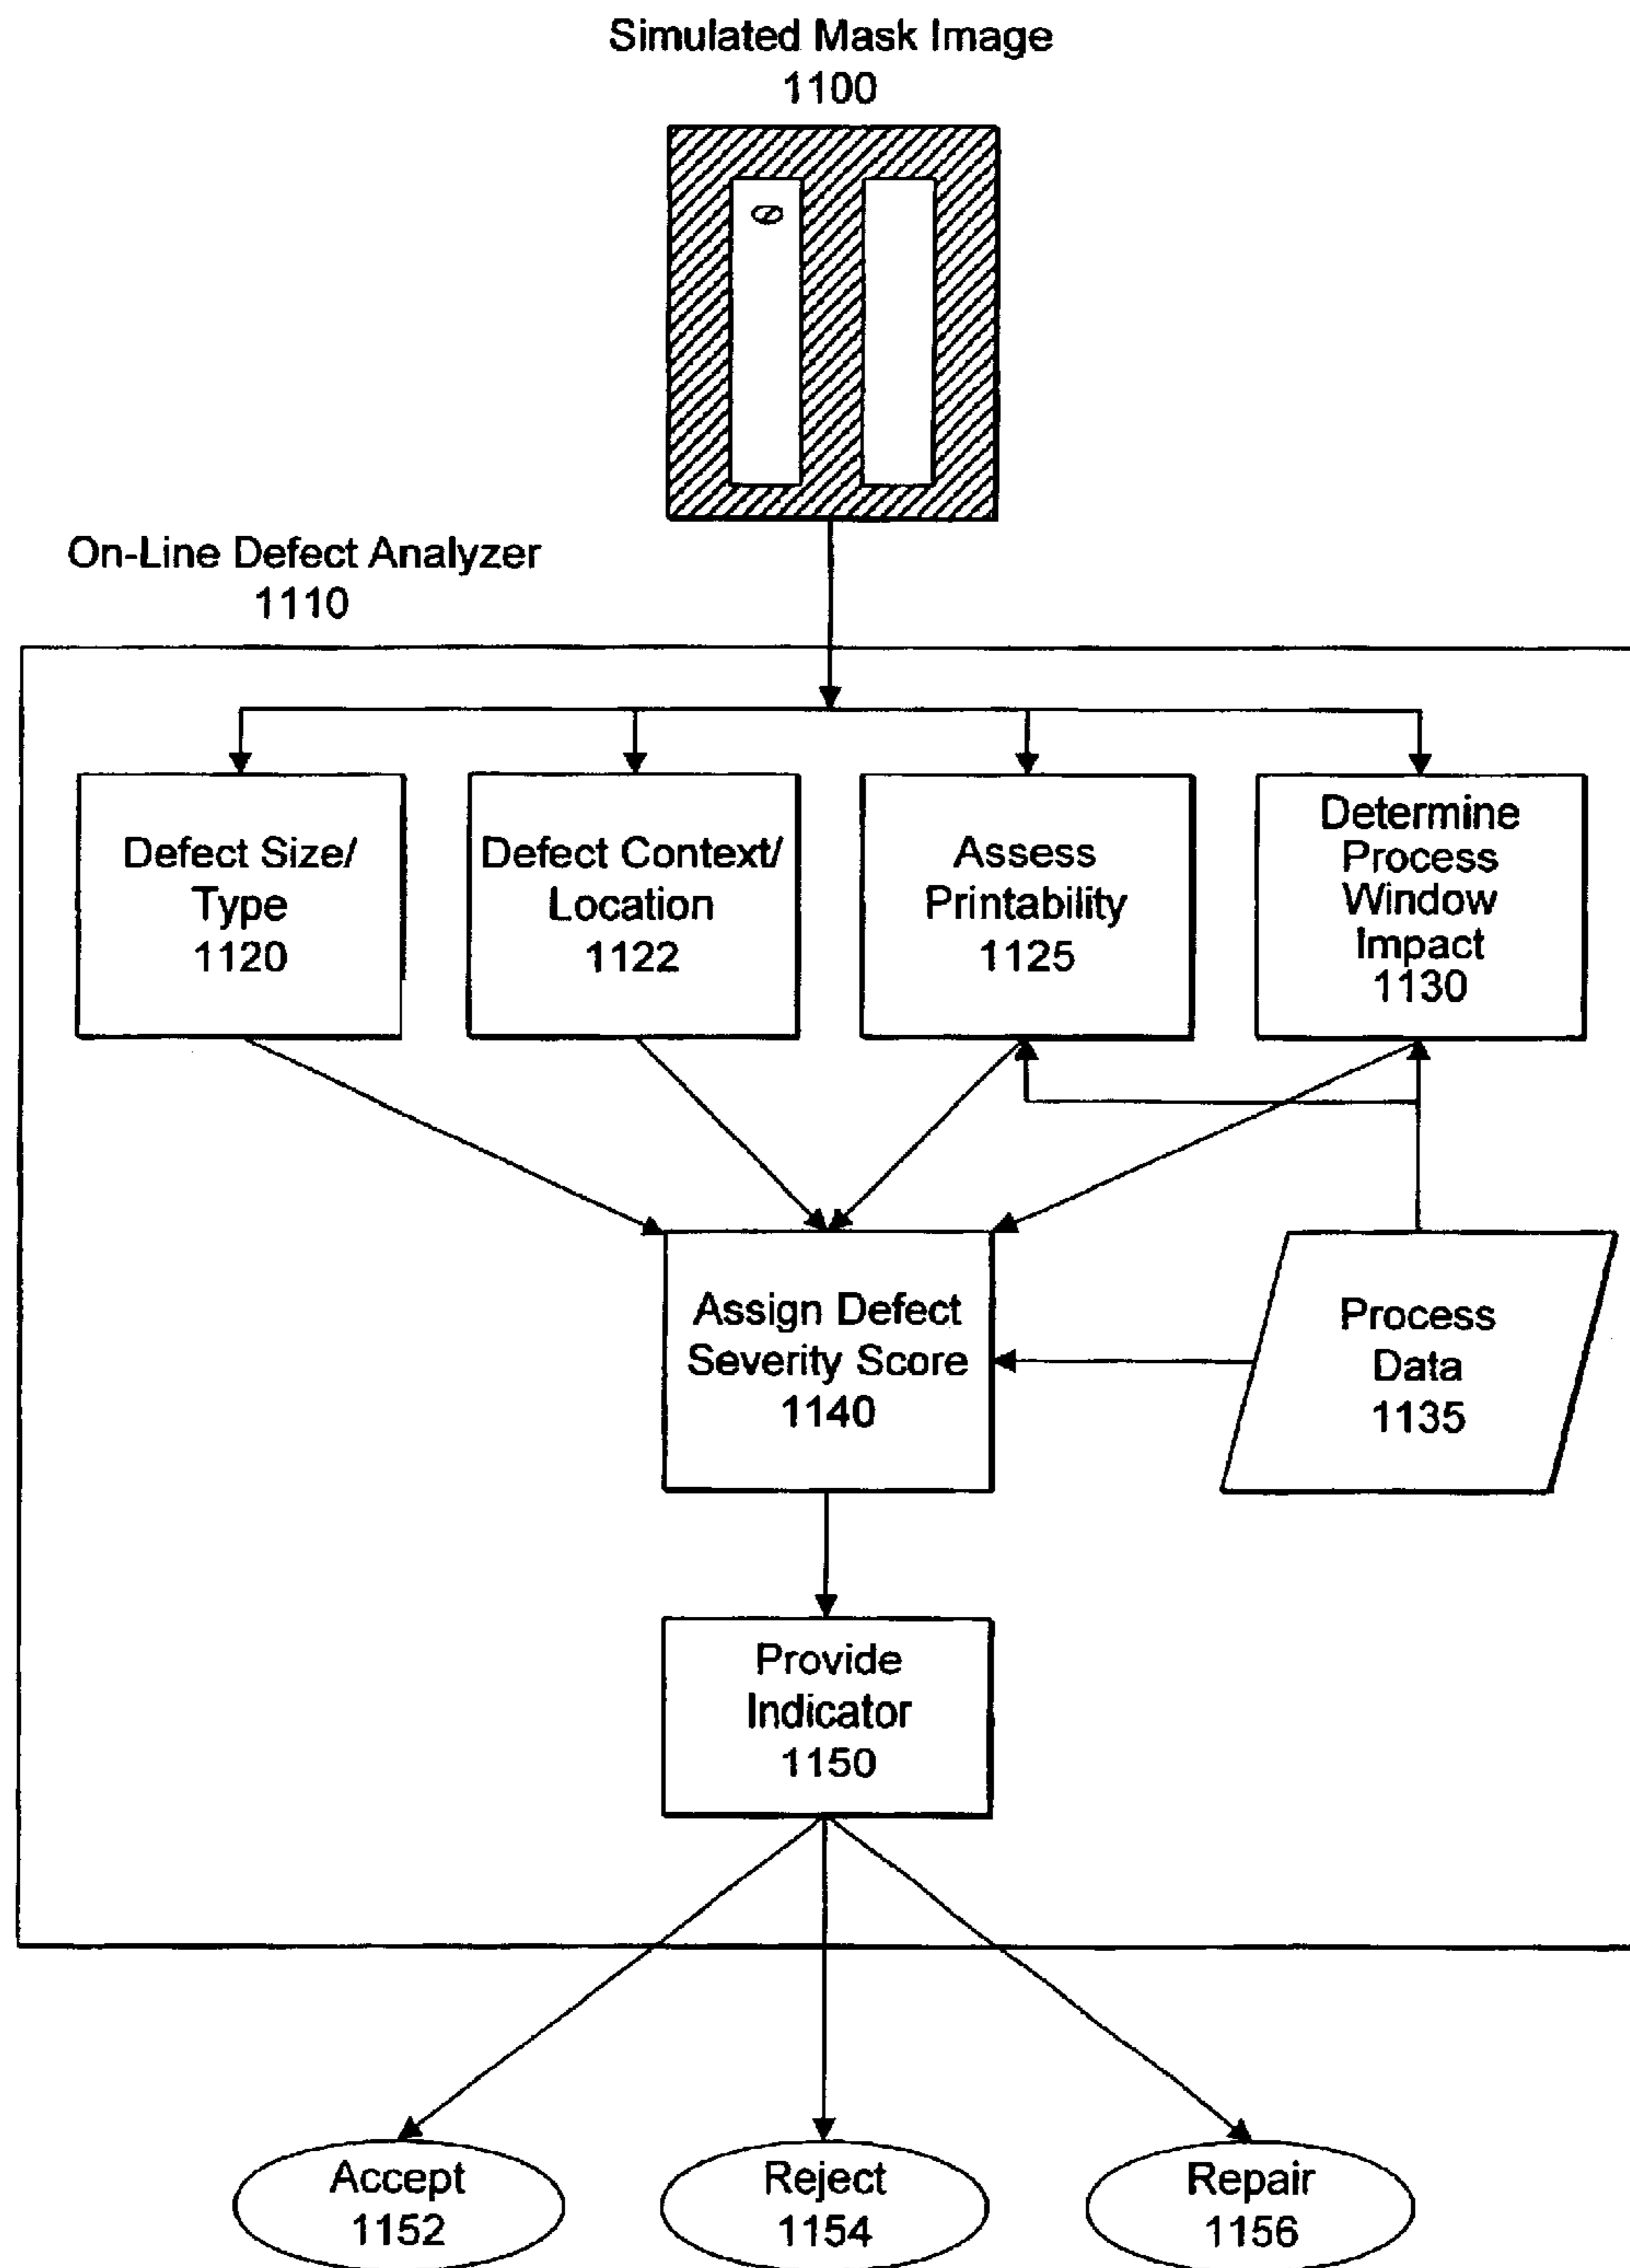 Simulated Mask Image
1100
On-Line Defect Analyzer
1110
Defect Size/
Type
1120
Defect Context/
Location
1122
Assess
Printability
1125
Determine
Process
Window
Impact
1130
Assign Defect
Severity Score
1140
Process
Data
1135
Provide
Indicator
1150
Accept
1152
Reject
1154
Repair
1156